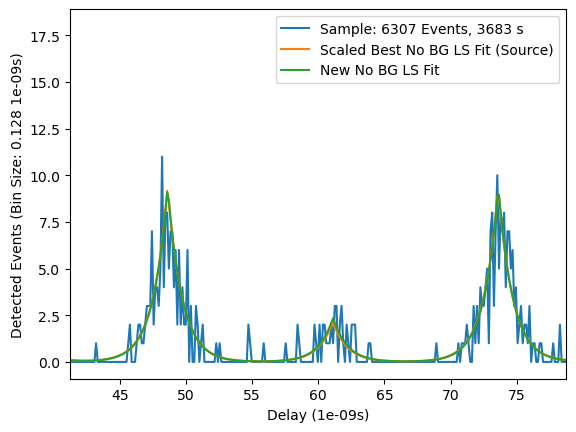 Sample: 6307 Events, 3683 s
Scaled Best No BG LS Fit (Source)
New No BG LS Fit
17.5
15.0
12.5
10.0
7.5
5.0
2.5
0.0
Detected Events (Bin Size: 0.128 1e-09s)
45 50 55 60 65 70 75
Delay (1e-09s)